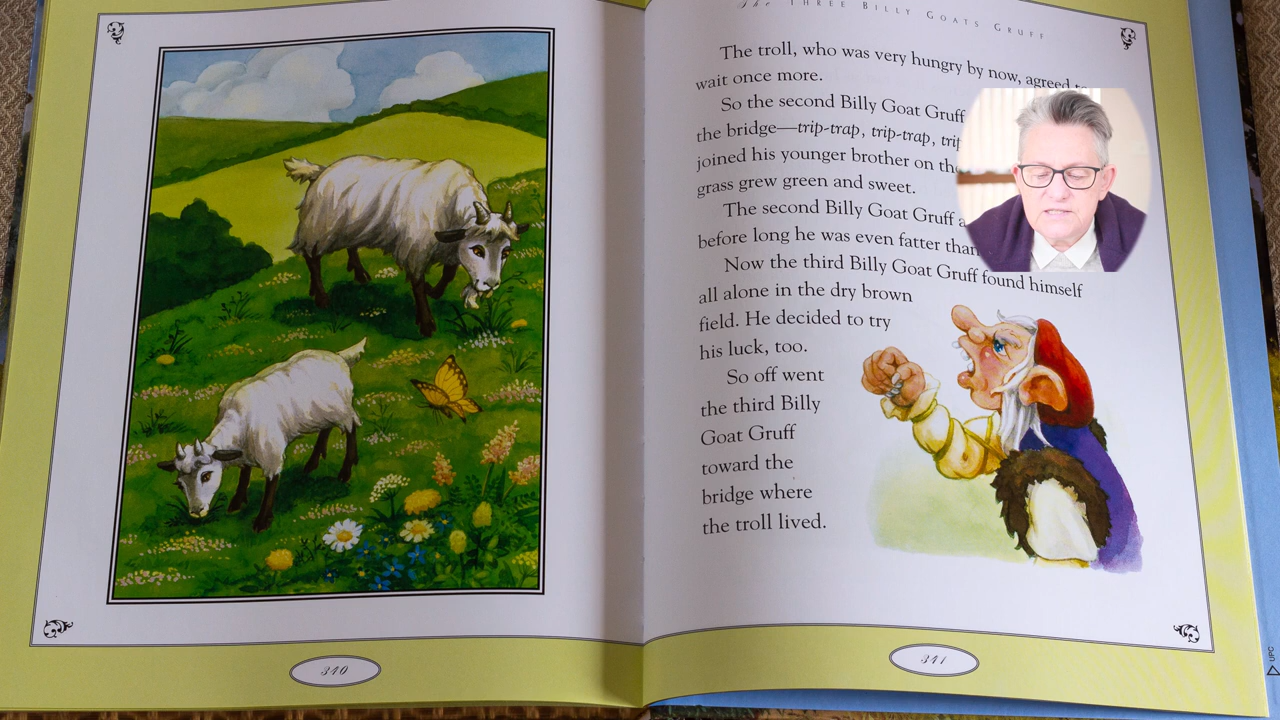 The Three Billy Goats Gruff
The troll, who was very hungry by now, agreed to
wait once more.
So the second Billy Goat Gruff
the bridge—trip-trap, trip-trap,
joined his younger brother on the
grass grew green and sweet.
The second Billy Goat Gruff
before long he was even fatter than
Now the third Billy Goat Gruff found himself
all alone in the dry brown
field. He decided to try
his luck, too.
So off went
the third Billy
Goat Gruff
toward the
bridge where
the troll lived.
340
341
UPC